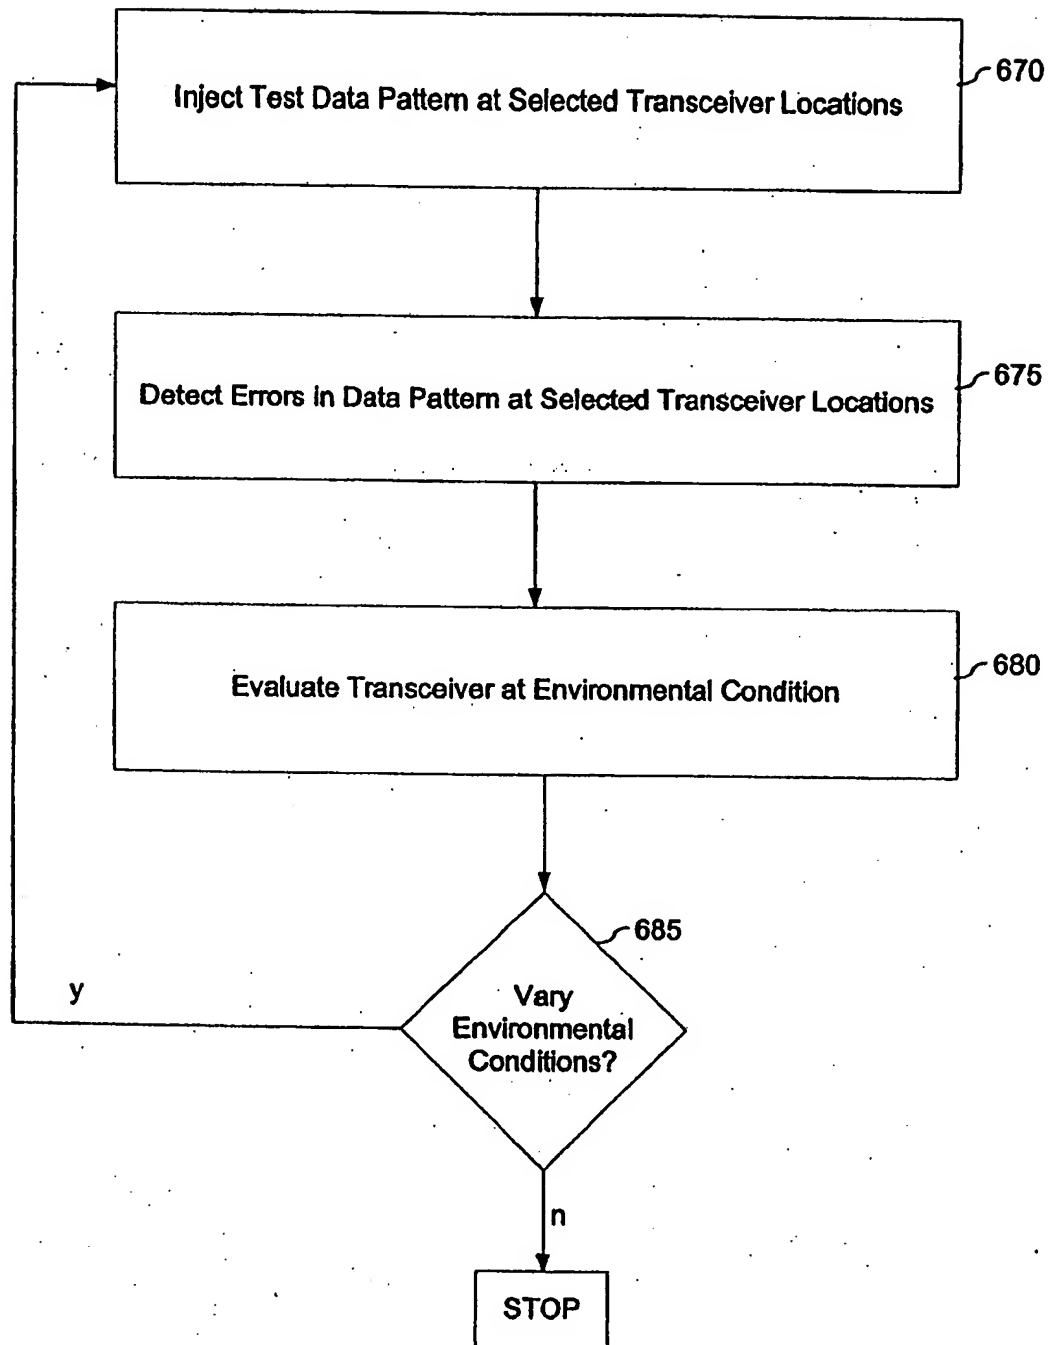 Inject Test Data Pattern at Selected Transceiver Locations
670
Detect Errors in Data Pattern at Selected Transceiver Locations
675
Evaluate Transceiver at Environmental Condition
680
685
Vary
Environmental
Conditions?
y
n
STOP